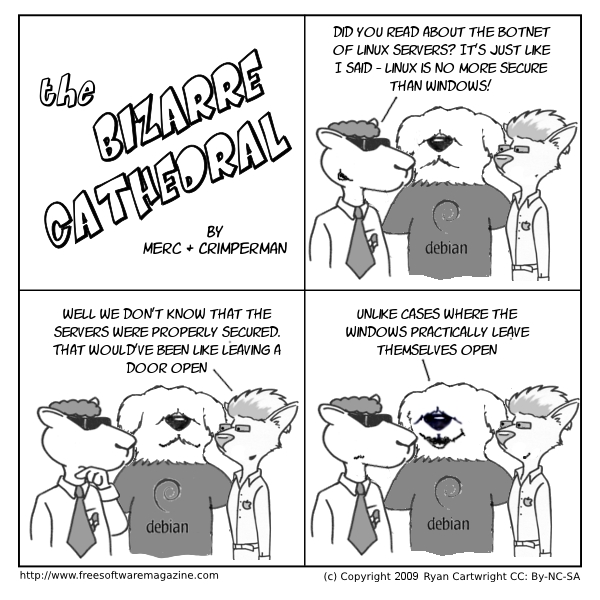 the
BIZARRE
CATHEDRAL
BY
MERC + CRIMPERMAN
DID YOU READ ABOUT THE BOTNET
OF LINUX SERVERS? IT'S JUST LIKE
I SAID - LINUX IS NO MORE SECURE
THAN WINDOWS!
debian
WELL WE DON'T KNOW THAT THE
SERVERS WERE PROPERLY SECURED.
THAT WOULD'VE BEEN LIKE LEAVING A
DOOR OPEN
debian
UNLIKE CASES WHERE THE
WINDOWS PRACTICALLY LEAVE
THEMSELVES OPEN
debian
http://www.freesoftwaremagazine.com
(c) Copyright 2009 Ryan Cartwright CC: By-NC-SA